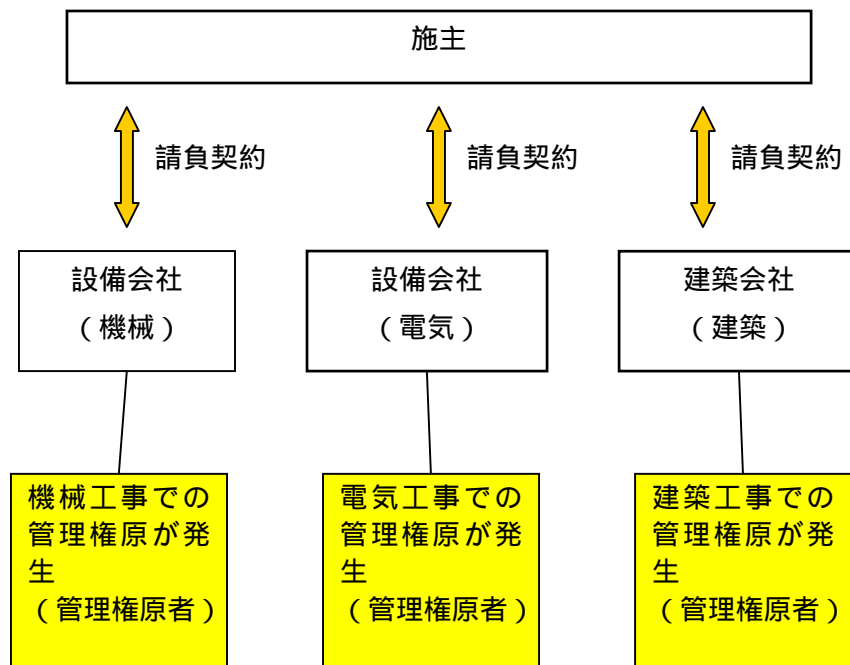 施主
請負契約
請負契約
請負契約
設備会社
（機械）
設備会社
（電気）
建築会社
（建築）
機械工事での
管理権原が発
生
（管理権原者）
電気工事での
管理権原が発
生
（管理権原者）
建築工事での
管理権原が発
生
（管理権原者）